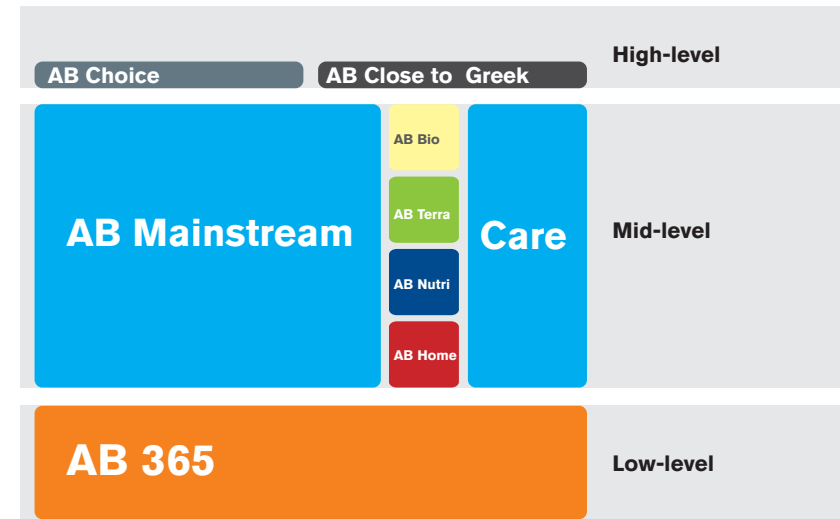 High-level
AB Choice
AB Close to Greek
AB Mainstream
AB Bio
AB Terra
AB Nutri
AB Home
Care
Mid-level
AB 365
Low-level